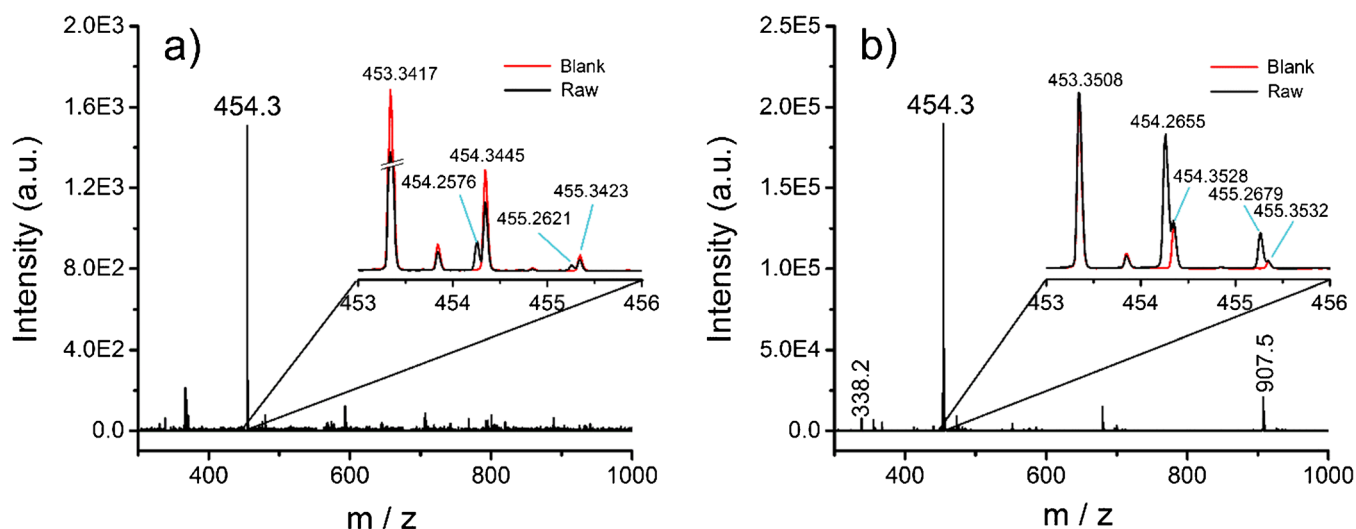 a)
2.0E3
1.6E3
1.2E3
8.0E2
4.0E2
0.0
Intensity (a.u.)
454.3
453.3417
Blank
Raw
454.3445
454.2576
455.3423
455.2621
453
454
455
456
400
600
800
1000
m / z
b)
2.5E5
2.0E5
1.5E5
1.0E5
5.0E4
0.0
Intensity (a.u.)
454.3
453.3508
Blank
Raw
454.2655
454.3528
455.2679
455.3532
453
454
455
456
338.2
907.5
400
600
800
1000
m / z